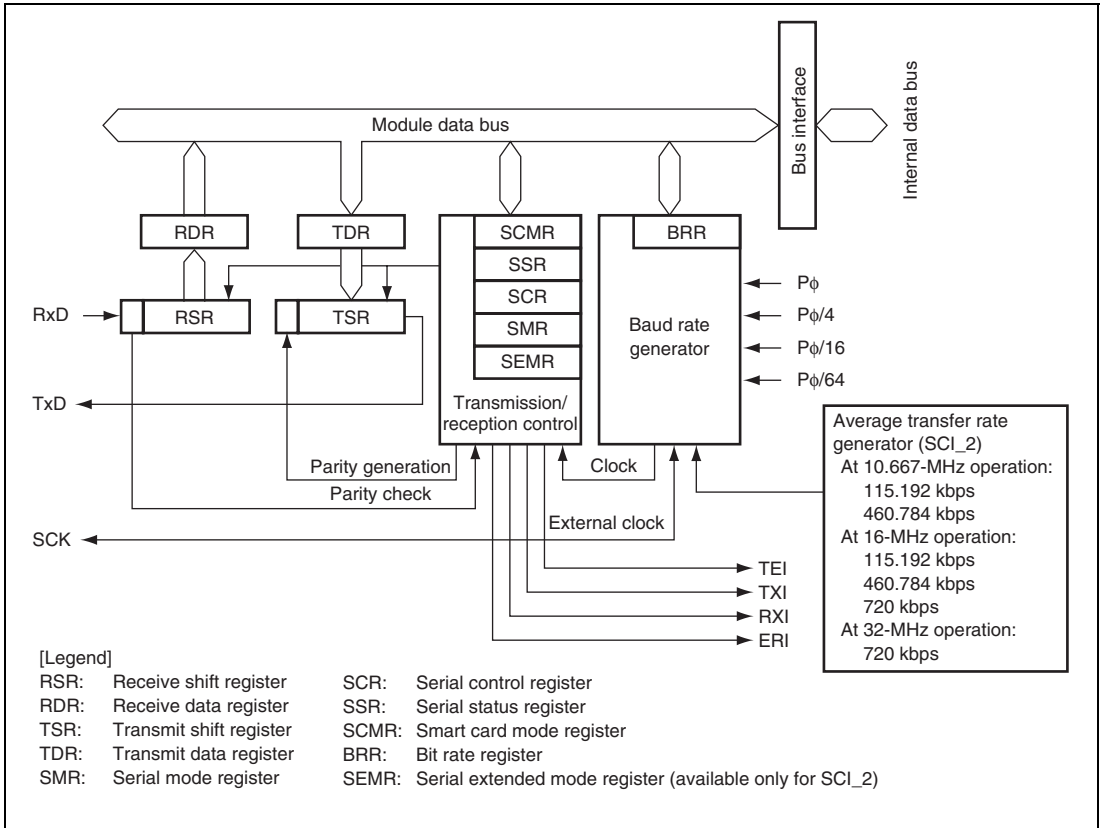 Module data bus
Bus interface
Internal data bus
RDR
TDR
SCMR
BRR
SSR
SCR
SMR
SEMR
RxD
RSR
TSR
Baud rate
generator
Pϕ
Pϕ/4
Pϕ/16
Pϕ/64
TxD
Transmission/
reception control
Parity generation
Parity check
Clock
External clock
SCK
Average transfer rate
generator (SCI_2)
At 10.667-MHz operation:
115.192 kbps
460.784 kbps
At 16-MHz operation:
115.192 kbps
460.784 kbps
720 kbps
At 32-MHz operation:
720 kbps
TEI
TXI
RXI
ERI
[Legend]
RSR: Receive shift register
RDR: Receive data register
TSR: Transmit shift register
TDR: Transmit data register
SMR: Serial mode register
SCR: Serial control register
SSR: Serial status register
SCMR: Smart card mode register
BRR: Bit rate register
SEMR: Serial extended mode register (available only for SCI_2)